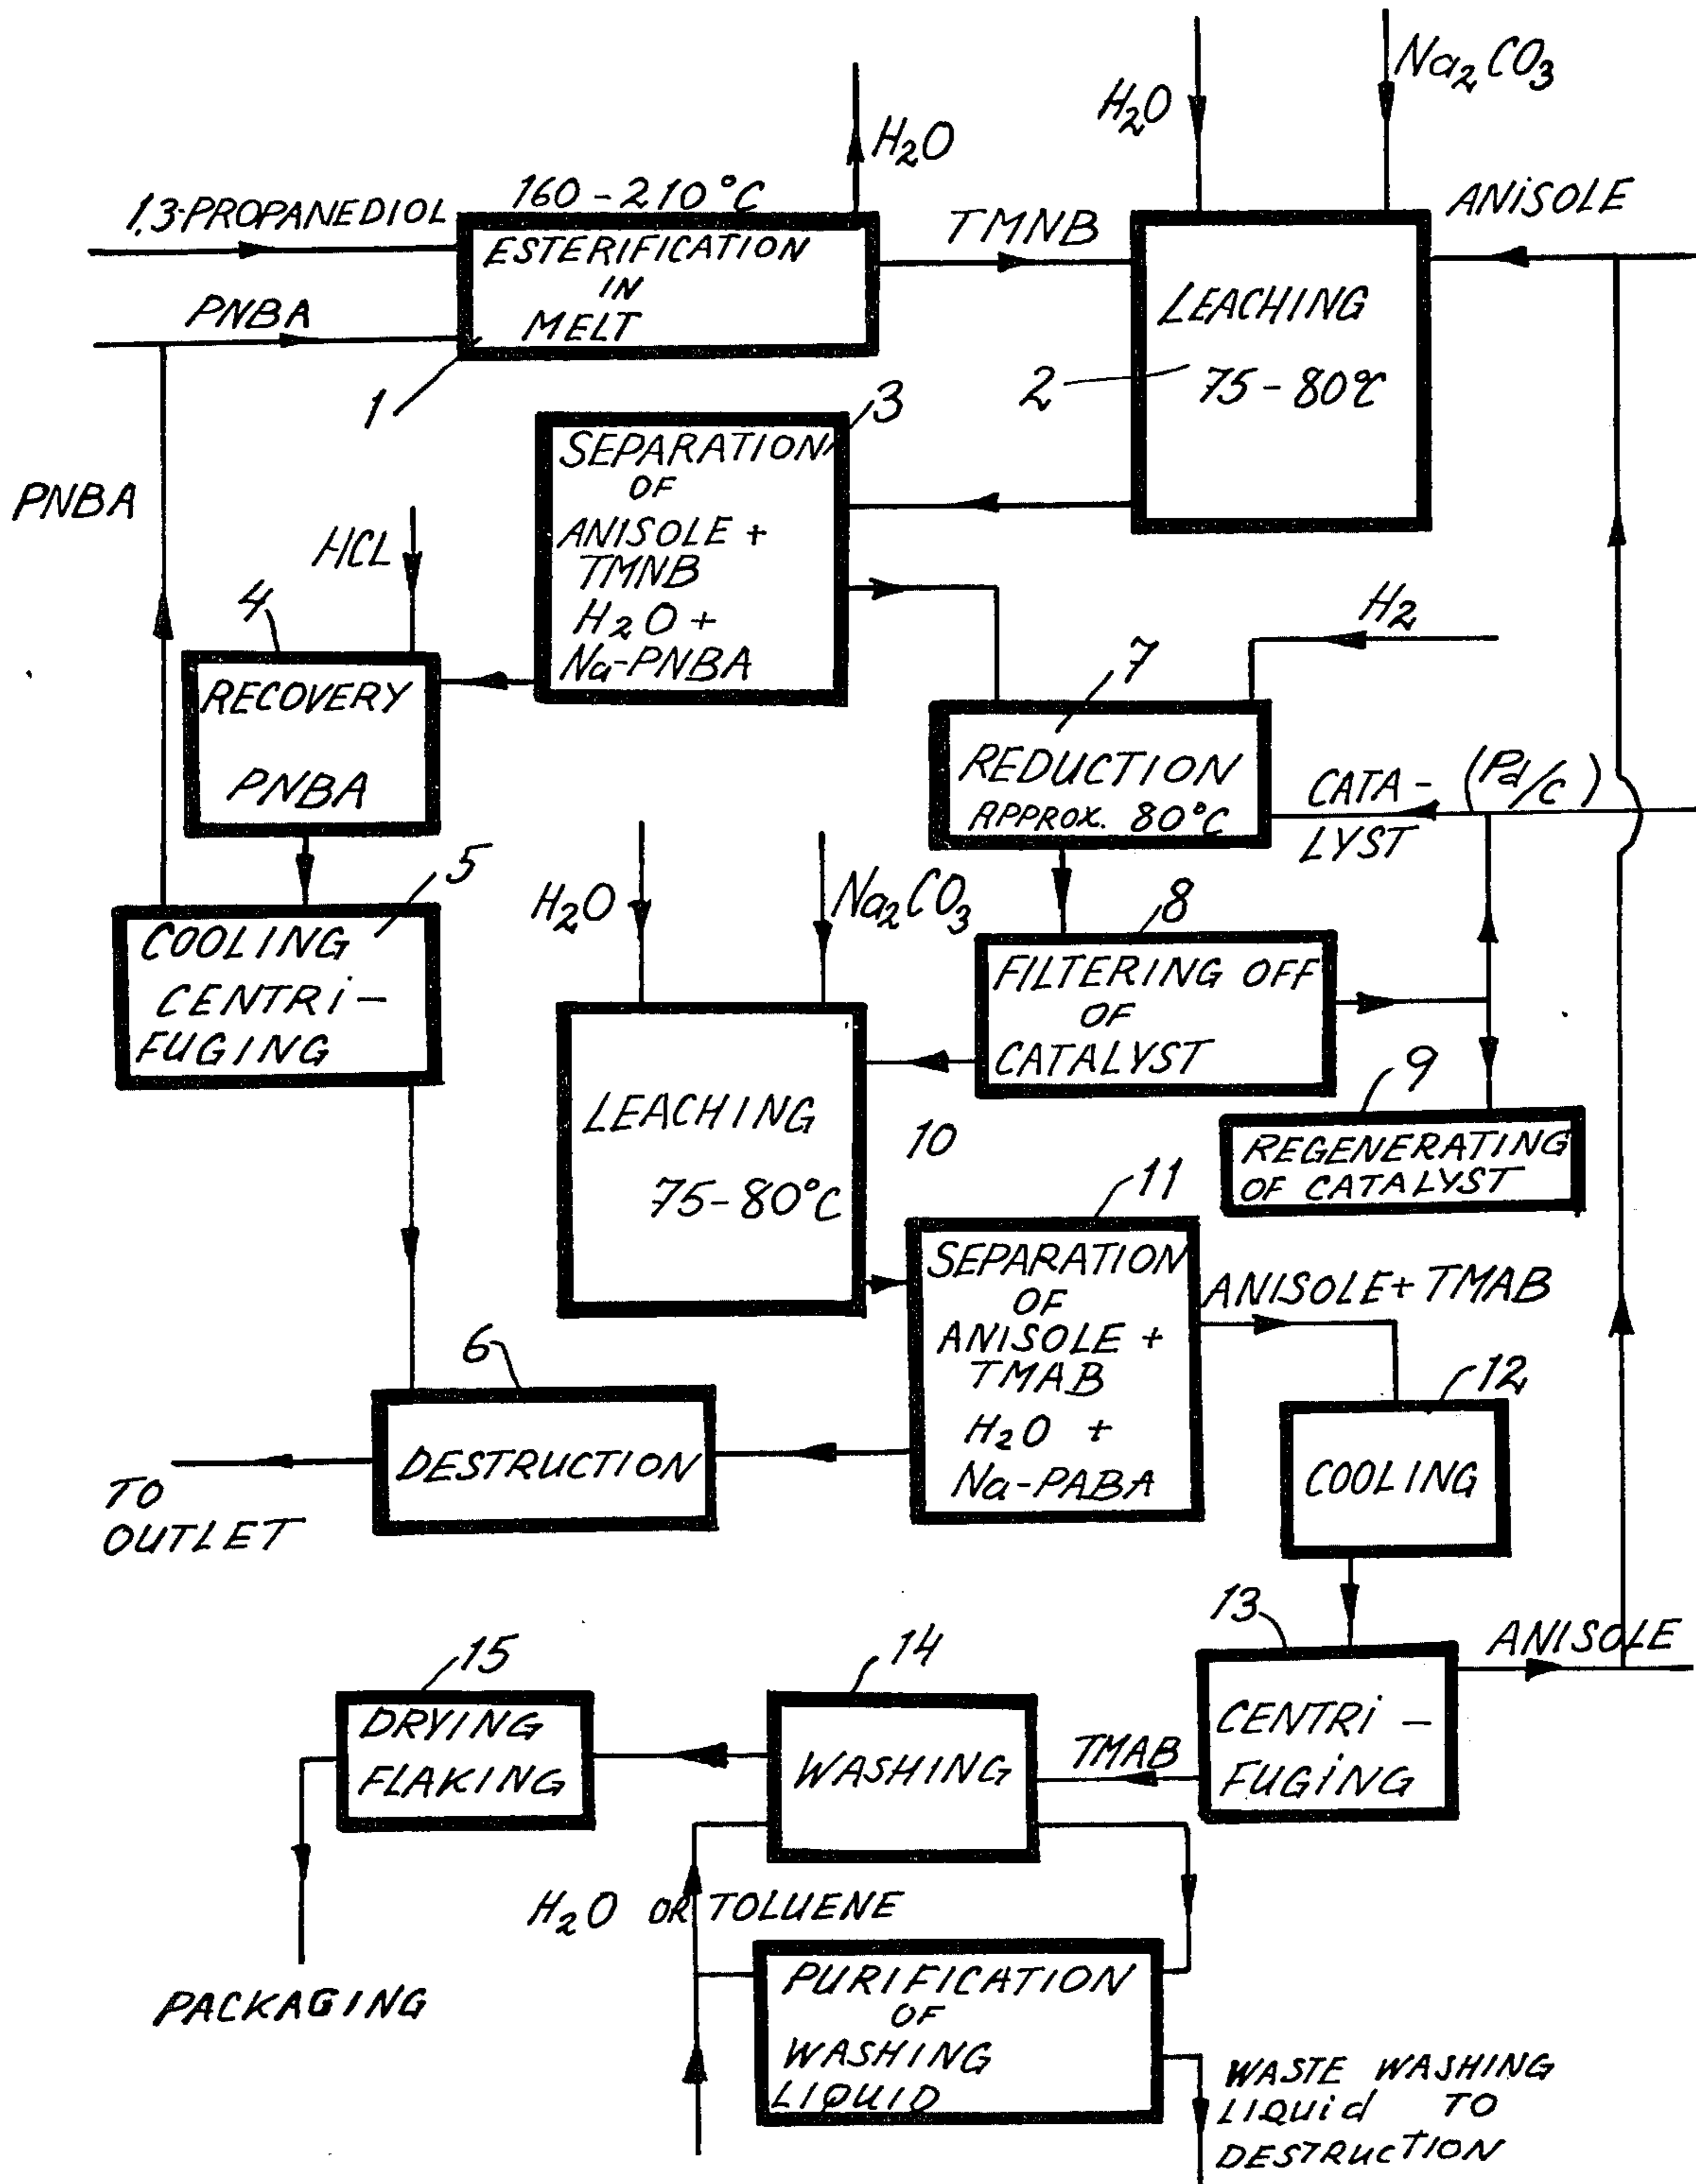 Na₂CO₃
H₂O
H₂O
1,3-PROPANEDIOL
160-210°C
TMNB
ANiSOLE
ESTERIFICATION
IN
MELT
PNBA
LEACHING
75-80°C
1
2
3
SEPARATION
OF
ANISOLE +
TMNB
H₂O +
Na-PNBA
PNBA
HCL
4
RECOVERY
PNBA
H₂
7
REDUCTION
APPROX. 80°C
CATA-
LYST
(Pd/c)
5
COOLING
CENTRi-
FUGING
H₂O
Na₂CO₃
8
FILTERING OFF
OF
CATALYST
9
REGENERATING
OF CATALYST
LEACHING
75-80°C
10
11
SEPARATION
OF
ANISOLE +
TMAB
H₂O +
Na-PABA
ANISOLE+ TMAB
6
DESTRUCTION
TO
OUTLET
12
COOLING
13
CENTRi-
FUGiNG
ANISOLE
TMAB
14
WASHING
15
DRYING
FLAKING
H₂O OR TOLUENE
PACKAGING
PURIFICATION
OF
WASHING
LIQUID
WASTE WASHING
LIQUid TO
DESTRUCTION